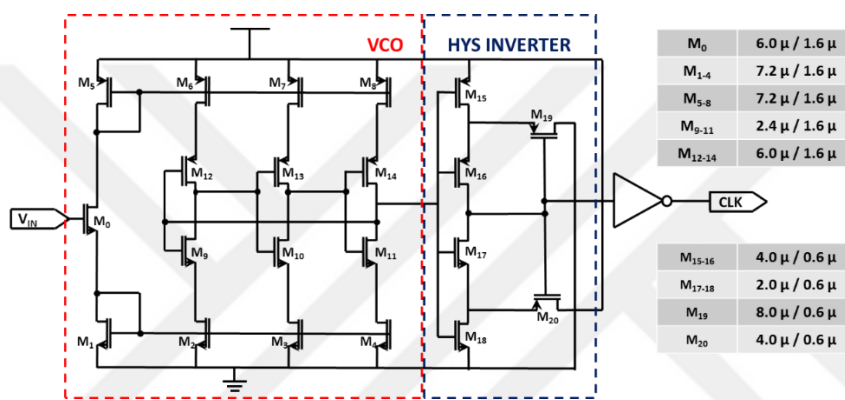 VCO
HYS INVERTER
M5
M6
M7
M8
M15
M19
M12
M13
M14
M16
VIN
M0
M9
M10
M11
M17
M20
M1
M2
M3
M4
M18
CLK
M0 6.0 µ / 1.6 µ
M1-4 7.2 µ / 1.6 µ
M5-8 7.2 µ / 1.6 µ
M9-11 2.4 µ / 1.6 µ
M12-14 6.0 µ / 1.6 µ
M15-16 4.0 µ / 0.6 µ
M17-18 2.0 µ / 0.6 µ
M19 8.0 µ / 0.6 µ
M20 4.0 µ / 0.6 µ